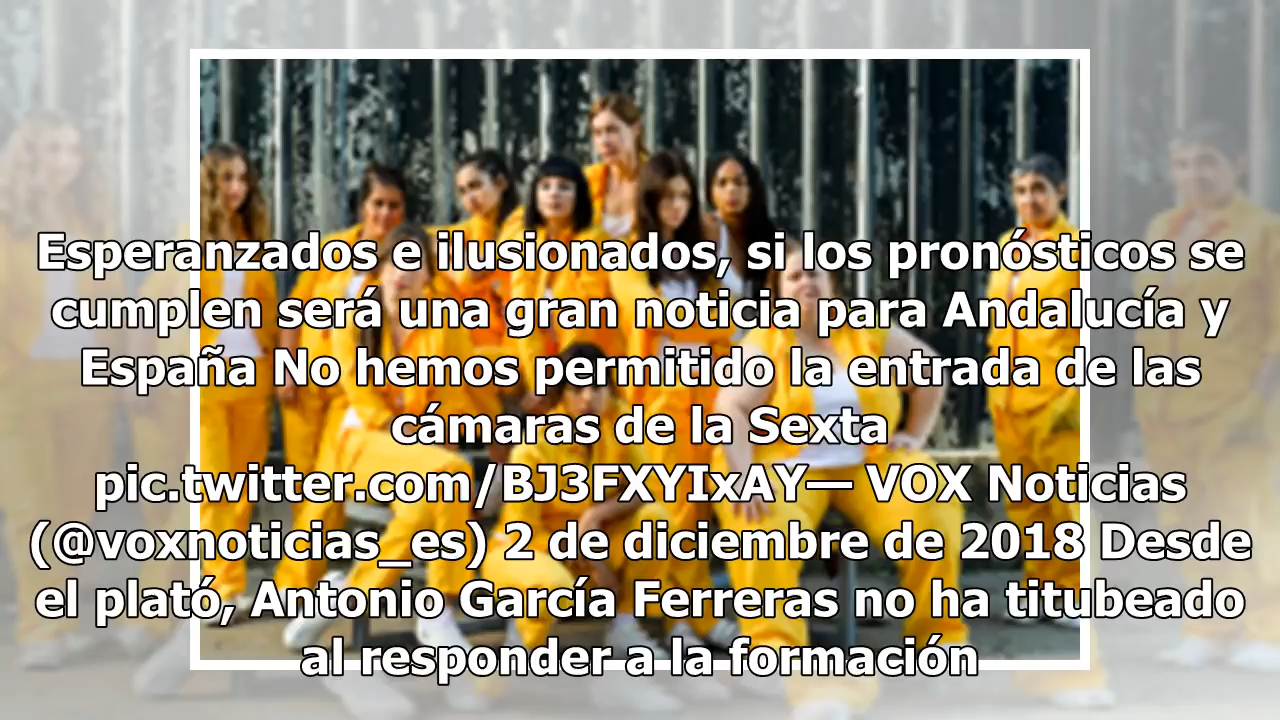 Esperanzados e ilusionados, si los pronósticos se
cumplen será una gran noticia para Andalucía y
España No hemos permitido la entrada de las
cámaras de la Sexta
pic.twitter.com/BJ3FXYIxAY— VOX Noticias
(@voxnoticias_es) 2 de diciembre de 2018 Desde
el plató, Antonio García Ferreras no ha titubeado
al responder a la formación